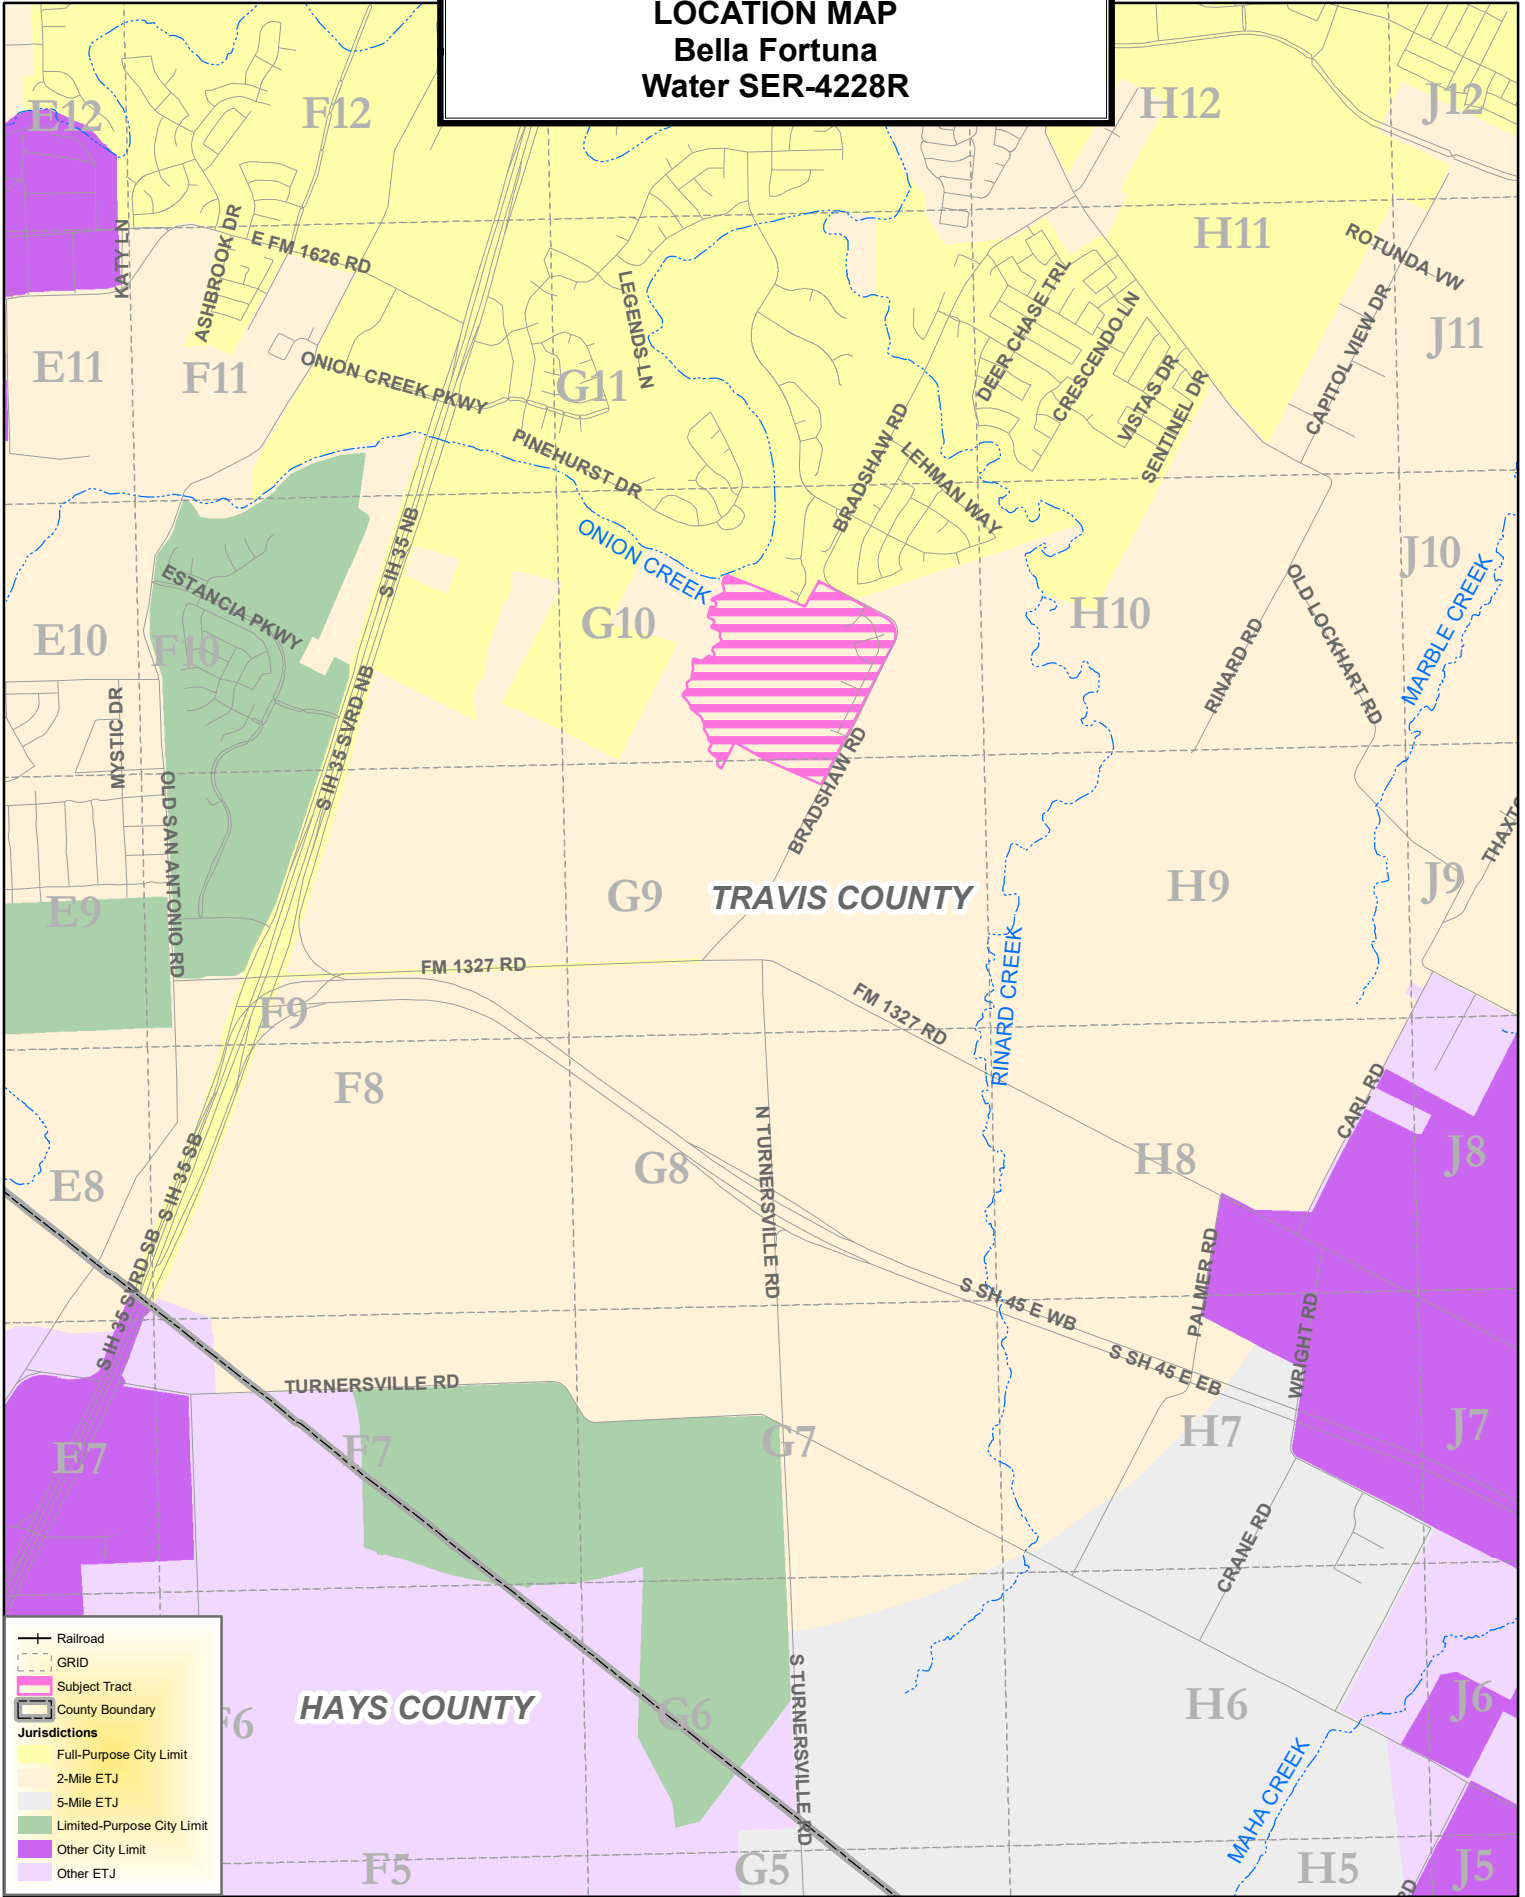 LOCATION MAP
Bella Fortuna
Water SER-4228R
E12
F12
H12
J12
KATY LN
ASHBROOK DR
E FM 1626 RD
LEGENDS LN
H11
ROTUNDA VW
DEER CHASE TRL
CRESCENDO LN
CAPITOL VIEW DR
J11
E11
F11
ONION CREEK PKWY
G11
VISTAS DR
SENTINEL DR
BRADSHAW RD
LEHMAN WAY
PINEHURST DR
S IH 35 NB
ONION CREEK
J10
OLD LOCKHART RD
MARBLE CREEK
ESTANCIA PKWY
E10
F10
G10
H10
RINARD RD
MYSTIC DR
S IH 35 SVRD NB
OLD SAN ANTONIO RD
BRADSHAW RD
E9
G9
TRAVIS COUNTY
H9
J9
FM 1327 RD
F9
FM 1327 RD
RINARD CREEK
F8
CARL RD
E8
S IH 35 SB
G8
N TURNERSVILLE RD
H8
J8
S IH 35 SVRD SB
S SH 45 E WB
PALMER RD
WRIGHT RD
S SH 45 E EB
TURNERSVILLE RD
E7
F7
G7
H7
J7
CRANE RD
HAYS COUNTY
G6
S TURNERSVILLE RD
H6
J6
MAHA CREEK
F5
G5
H5
J5
RD
Railroad
GRID
Subject Tract
County Boundary
Jurisdictions
Full-Purpose City Limit
2-Mile ETJ
5-Mile ETJ
Limited-Purpose City Limit
Other City Limit
Other ETJ